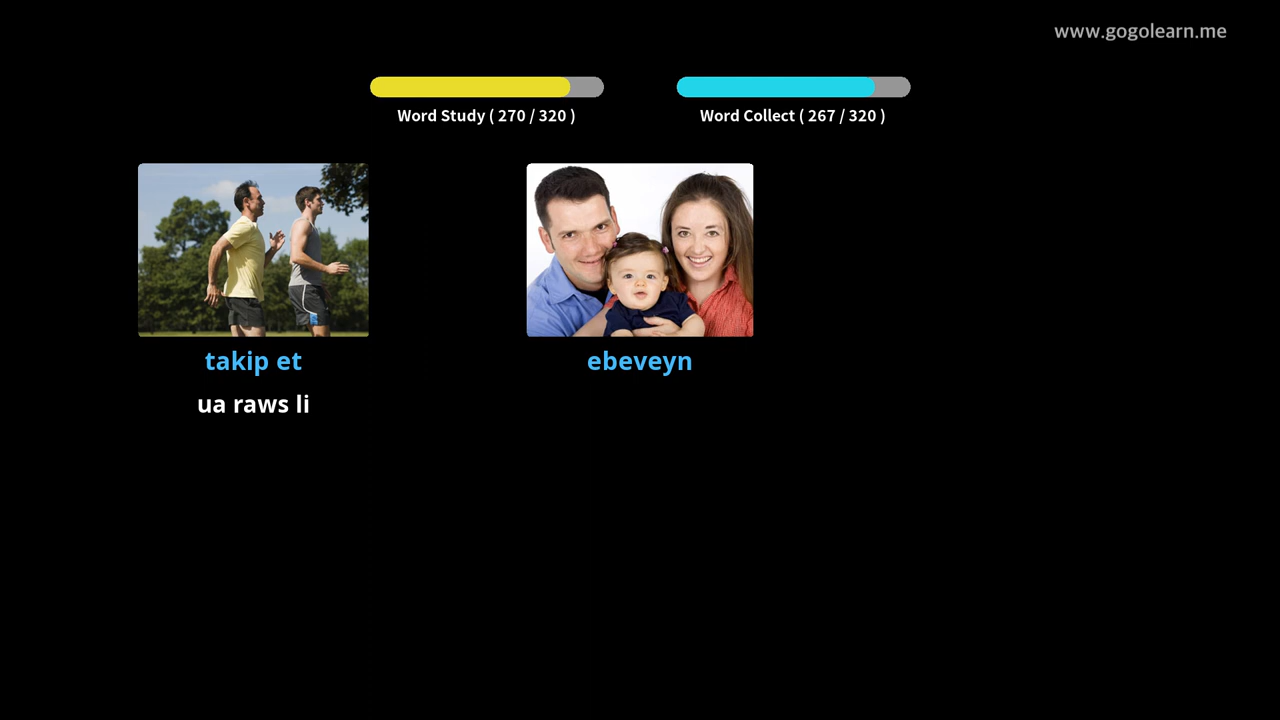 www.gogolearn.me
Word Study ( 270 / 320 )
Word Collect ( 267 / 320 )
takip et
ebeveyn
ua raws li